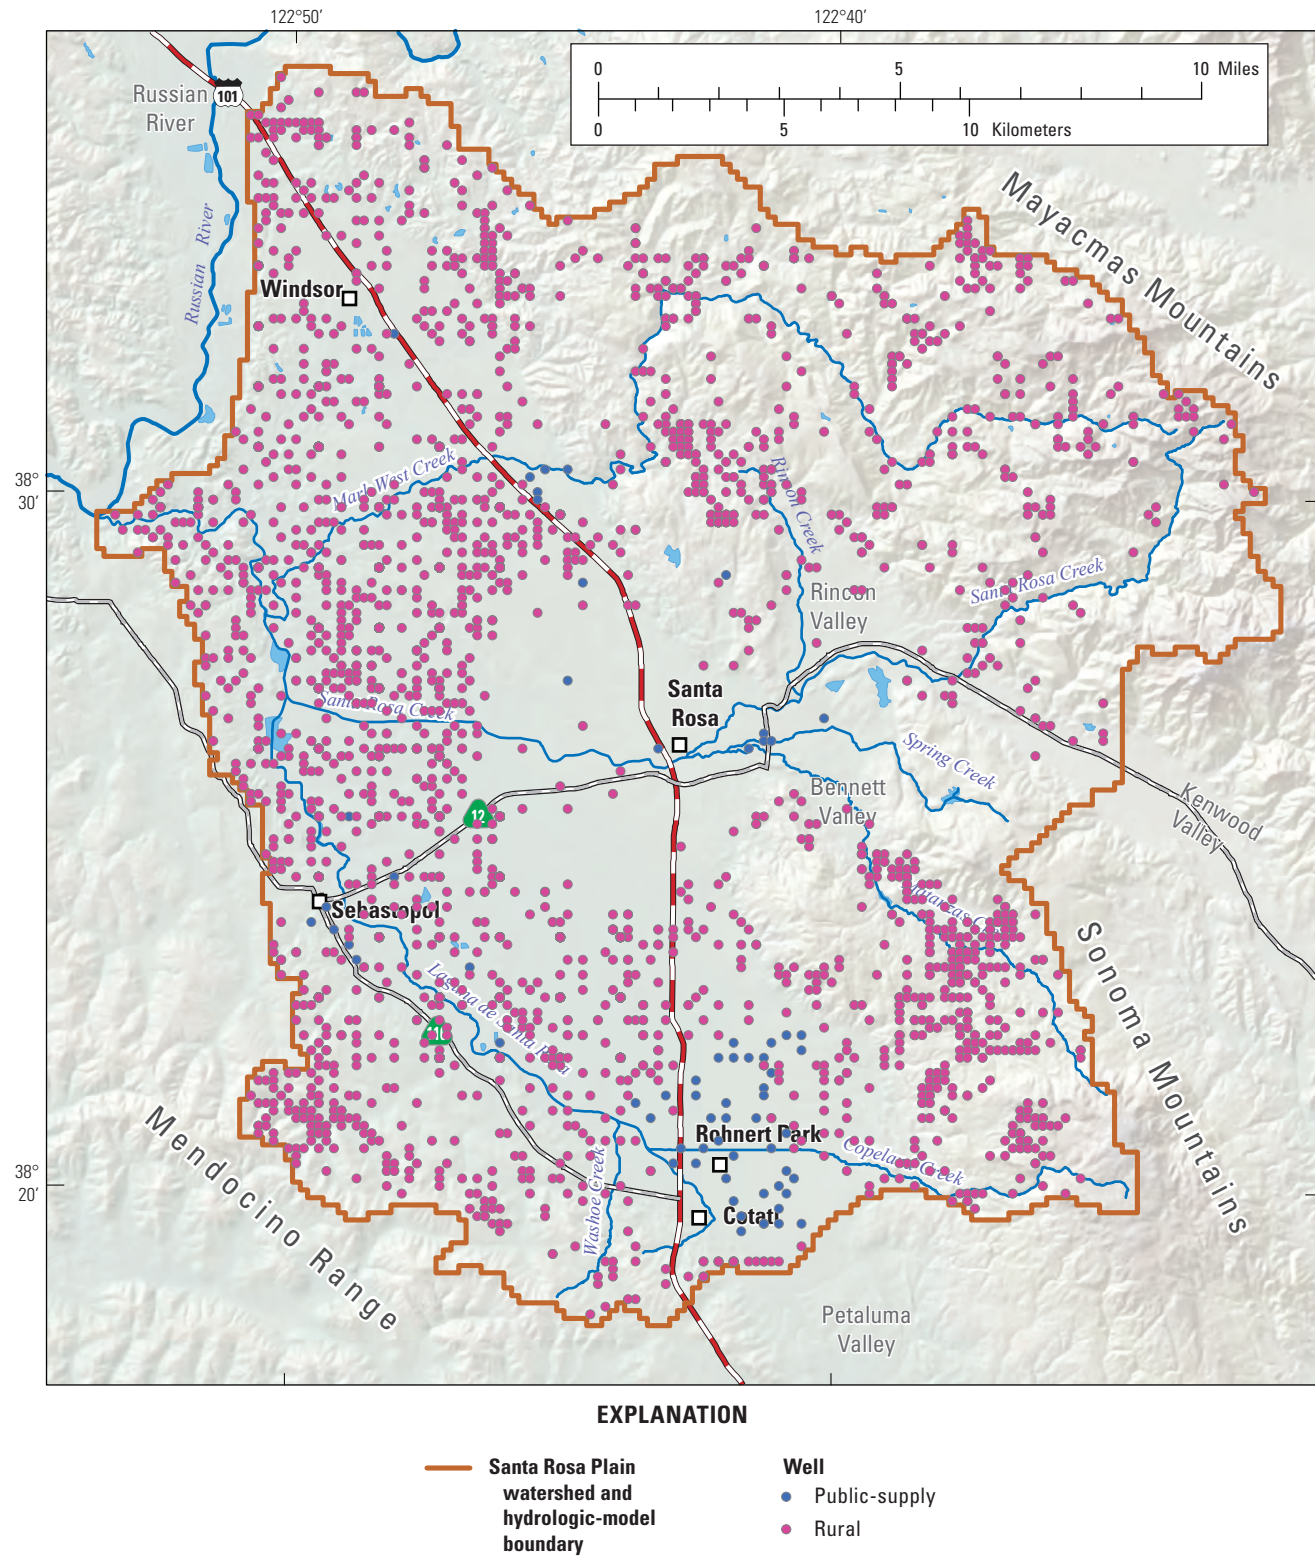 122°50'
122°40'
0
5
10 Miles
0
5
10 Kilometers
Russian
River
101
Mayacmas Mountains
Russian River
Windsor
38°
30'
Mark West Creek
Rincon Creek
Rincon
Valley
Santa Rosa Creek
Santa Rosa Creek
Santa
Rosa
Spring Creek
Bennett
Valley
Kenwood
Valley
12
Sebastopol
Matanzas
Sonoma Mountains
Laguna de Santa Rosa
Mendocino Range
Rohnert Park
Copeland Creek
38°
20'
Washoe Creek
Cotati
Petaluma
Valley
EXPLANATION
Santa Rosa Plain
watershed and
hydrologic-model
boundary
Well
Public-supply
Rural